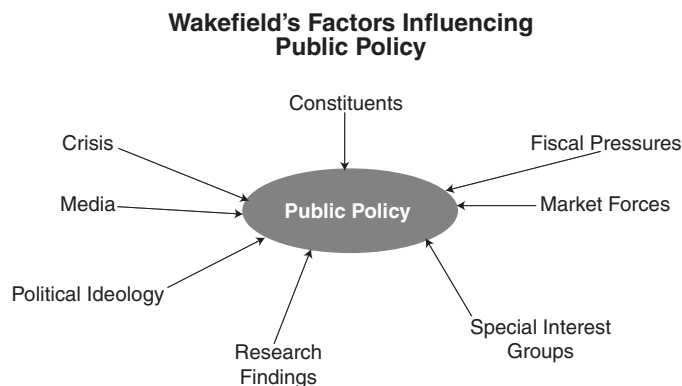 Wakefield's Factors Influencing
Public Policy
Constituents
Crisis
Fiscal Pressures
Media
Public Policy
Market Forces
Political Ideology
Special Interest
Groups
Research
Findings